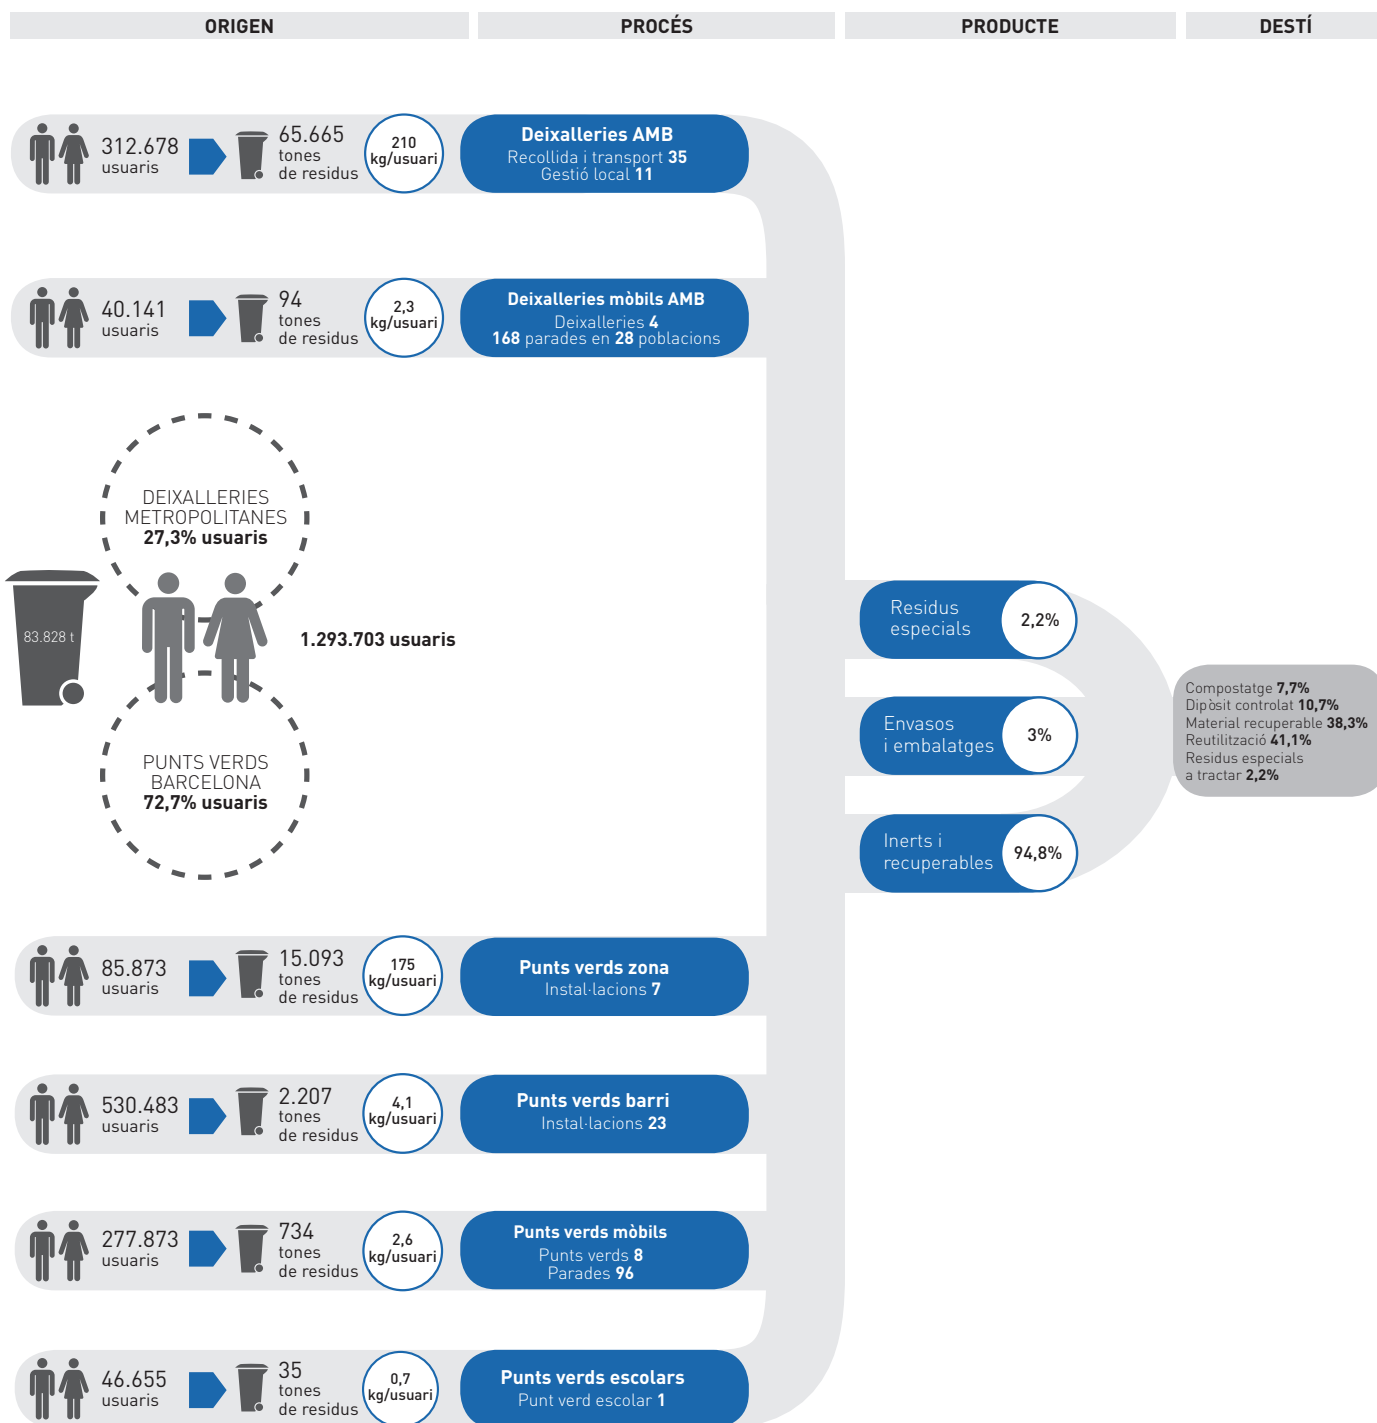 ORIGEN
PROCÉS
PRODUCTE
DESTÍ
312.678
usuaris
65.665
tones
de residus
210
kg/usuari
Deixalleries AMB
Recollida i transport 35
Gestió local 11
40.141
usuaris
94
tones
de residus
2,3
kg/usuari
Deixalleries mòbils AMB
Deixalleries 4
168 parades en 28 poblacions
DEIXALLERIES
METROPOLITANES
27,3% usuaris
83.828 t
1.293.703 usuaris
PUNTS VERDS
BARCELONA
72,7% usuaris
Residus
especials
2,2%
Envasos
i embalatges
3%
Inerts i
recuperables
94,8%
Compostatge 7,7%
Dipòsit controlat 10,7%
Material recuperable 38,3%
Reutilització 41,1%
Residus especials
a tractar 2,2%
85.873
usuaris
15.093
tones
de residus
175
kg/usuari
Punts verds zona
Instal·lacions 7
530.483
usuaris
2.207
tones
de residus
4,1
kg/usuari
Punts verds barri
Instal·lacions 23
277.873
usuaris
734
tones
de residus
2,6
kg/usuari
Punts verds mòbils
Punts verds 8
Parades 96
46.655
usuaris
35
tones
de residus
0,7
kg/usuari
Punts verds escolars
Punt verd escolar 1